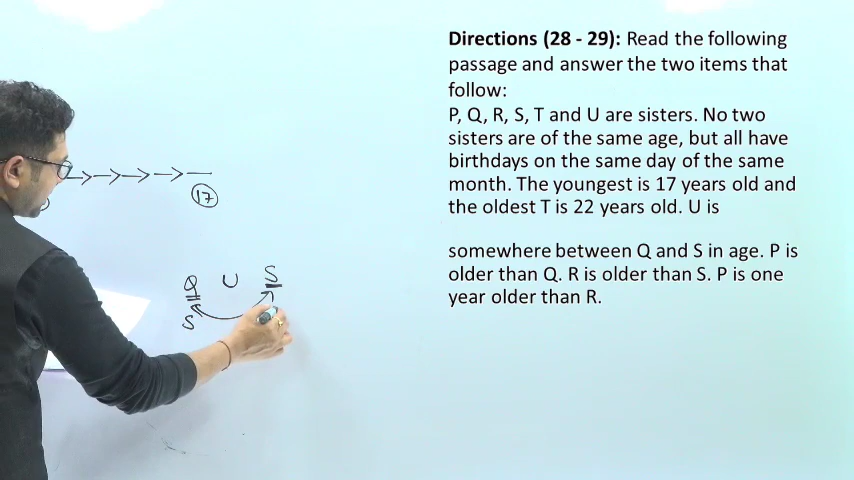 Directions (28 - 29): Read the following
passage and answer the two items that
follow:
P, Q, R, S, T and U are sisters. No two
sisters are of the same age, but all have
birthdays on the same day of the same
month. The youngest is 17 years old and
the oldest T is 22 years old. U is
somewhere between Q and S in age. P is
older than Q. R is older than S. P is one
year older than R.
17
Q U S
S